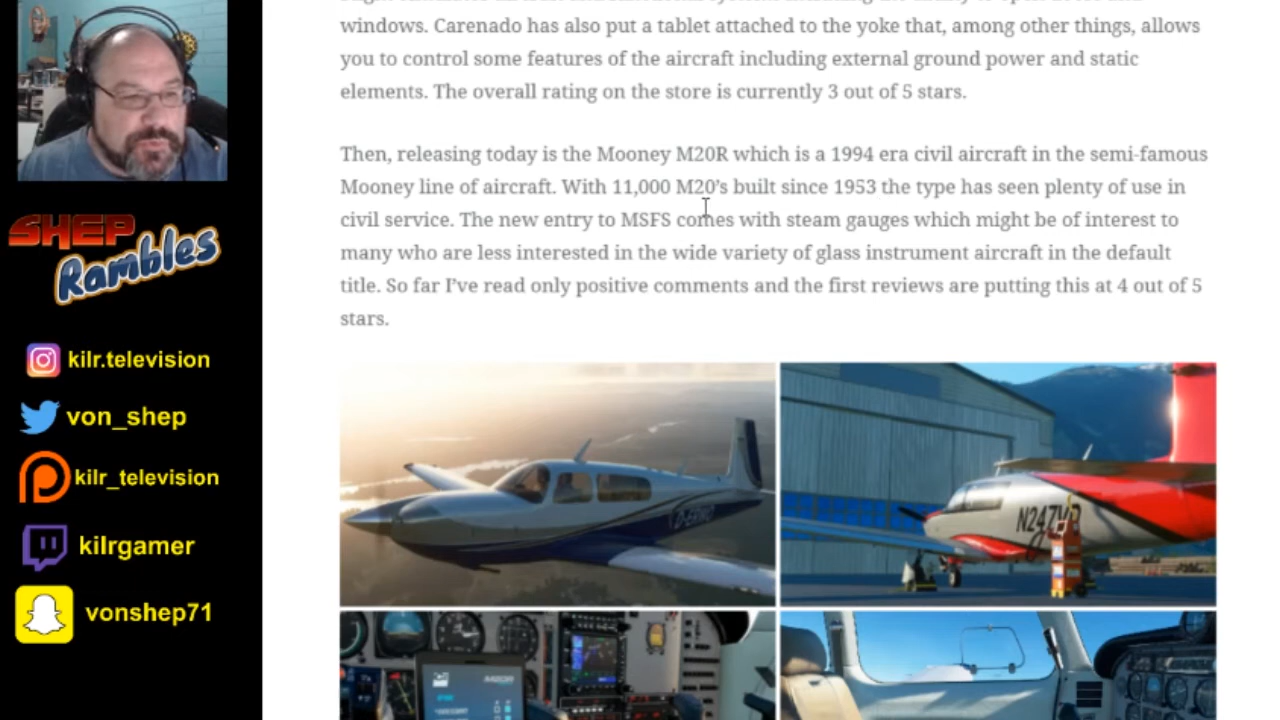 windows. Carenado has also put a tablet attached to the yoke that, among other things, allows
you to control some features of the aircraft including external ground power and static
elements. The overall rating on the store is currently 3 out of 5 stars.
Then, releasing today is the Mooney M20R which is a 1994 era civil aircraft in the semi-famous
Mooney line of aircraft. With 11,000 M20’s built since 1953 the type has seen plenty of use in
civil service. The new entry to MSFS comes with steam gauges which might be of interest to
many who are less interested in the wide variety of glass instrument aircraft in the default
title. So far I’ve read only positive comments and the first reviews are putting this at 4 out of 5
stars.
SHEP
Rambles
kilr.television
von_shep
kilr_television
kilrgamer
vonshep71
M20R